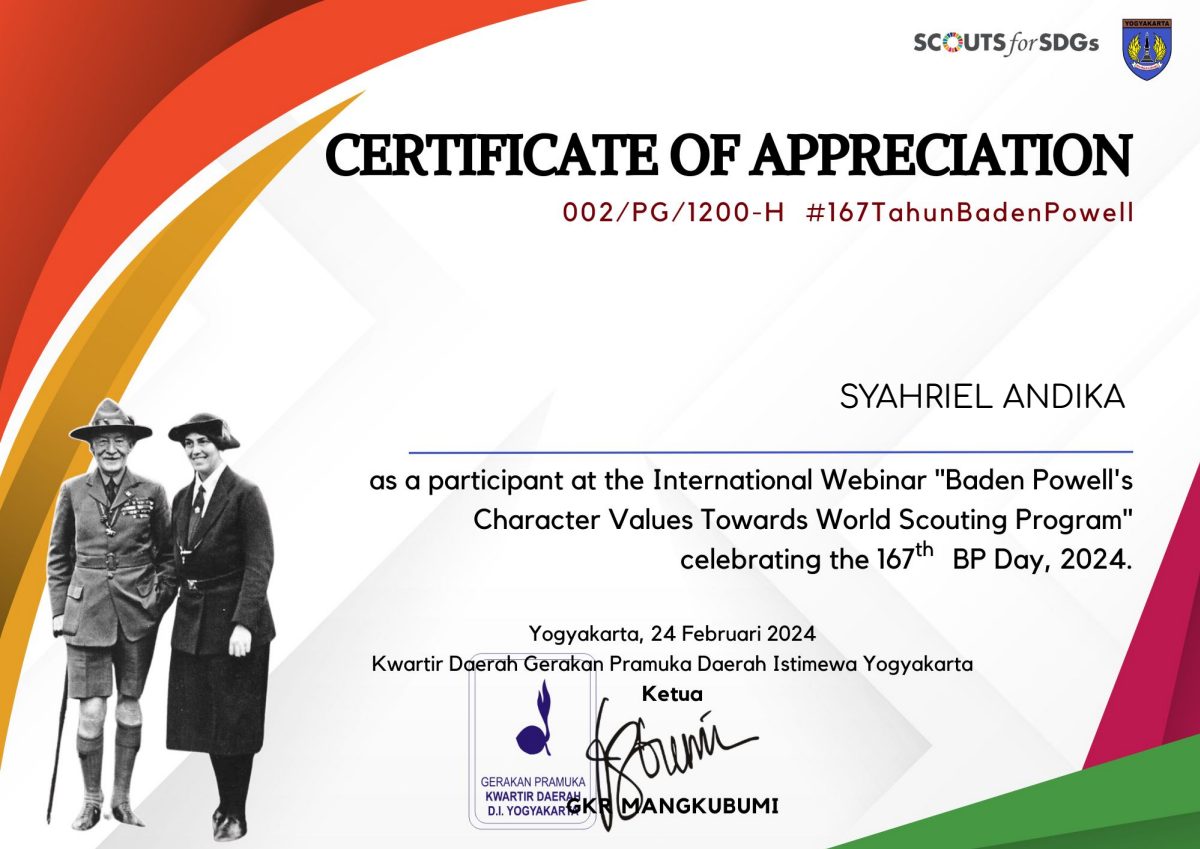 SCOUTS for SDGs
YOGYAKARTA
CERTIFICATE OF APPRECIATION
002/PG/1200-H #167TahunBadenPowell
SYAHRIEL ANDIKA
as a participant at the International Webinar "Baden Powell's
Character Values Towards World Scouting Program"
celebrating the 167th BP Day, 2024.
Yogyakarta, 24 Februari 2024
Kwartir Daerah Gerakan Pramuka Daerah Istimewa Yogyakarta
Ketua
GERAKAN PRAMUKA
KWARTIR DAERAH
D.I. YOGYAKARTA
GKR MANGKUBUMI